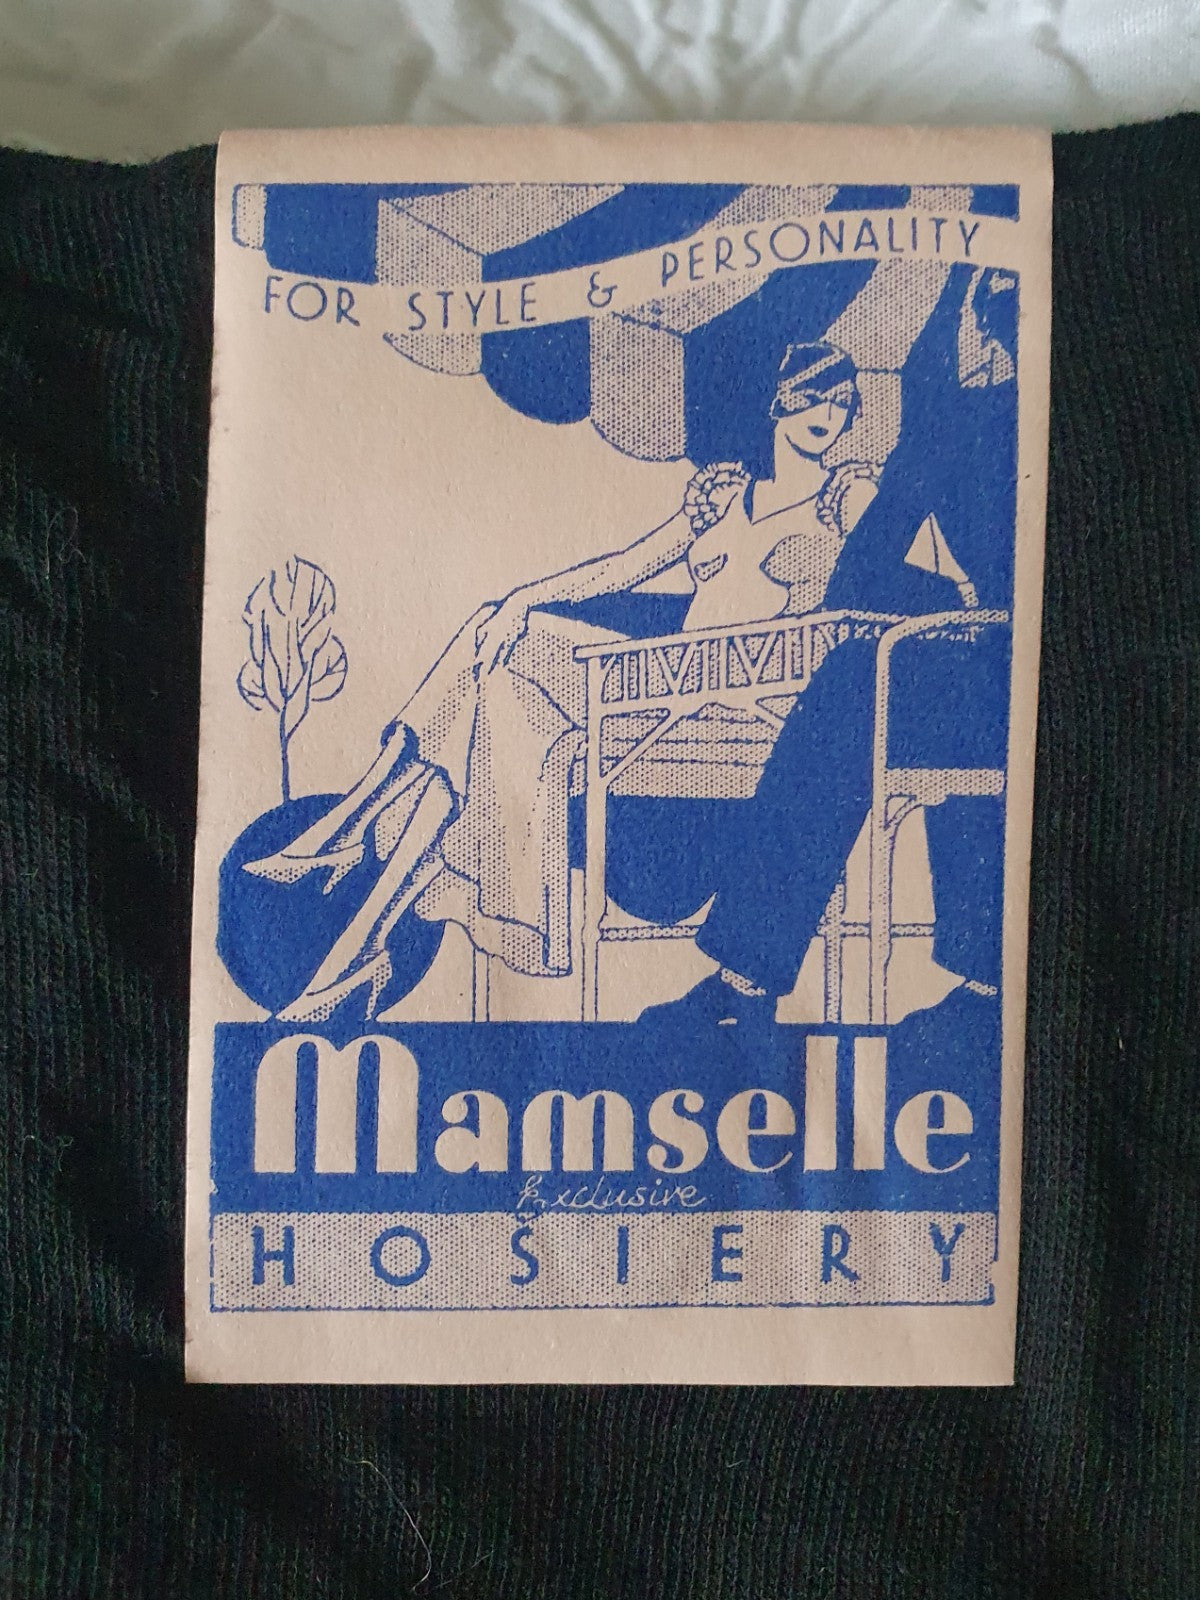 FOR STYLE & PERSONALITY
Mamselle
Exclusive
HOSIERY